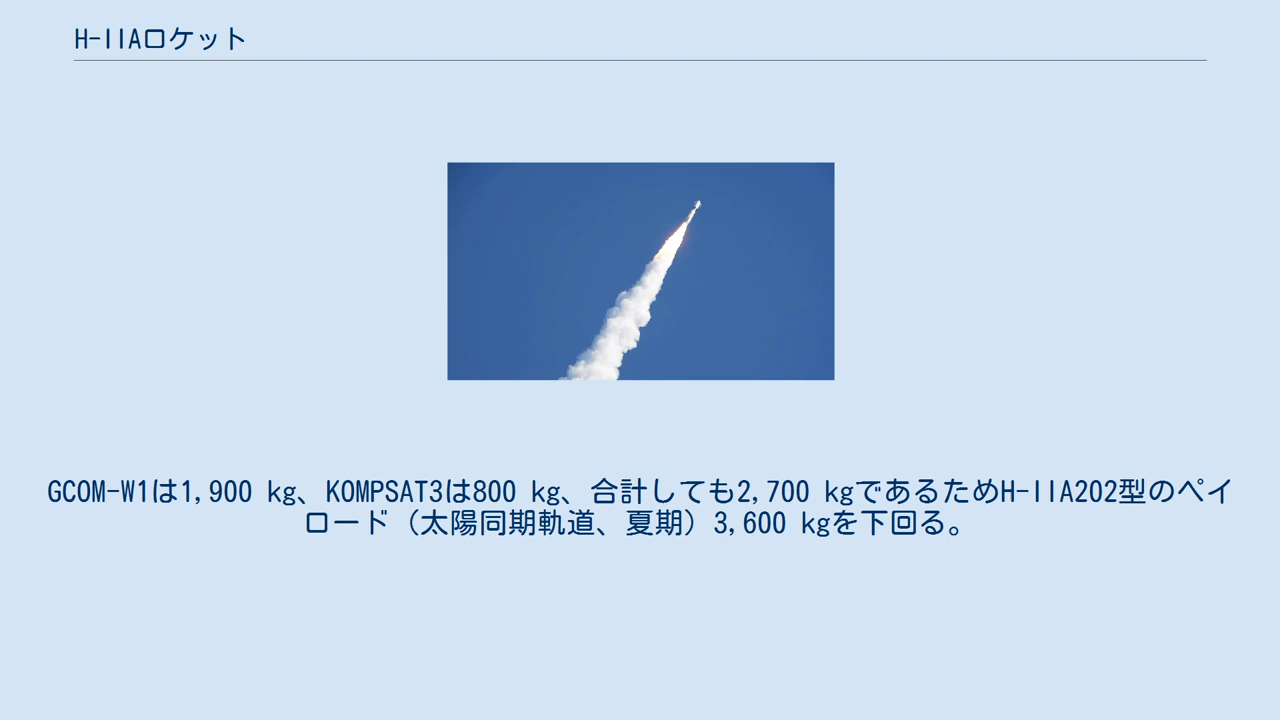 H-IIAロケット
GCOM-W1は1,900 kg、KOMPSAT3は800 kg、合計しても2,700 kgであるためH-IIA202型のペイ
ロード（太陽同期軌道、夏期）3,600 kgを下回る。